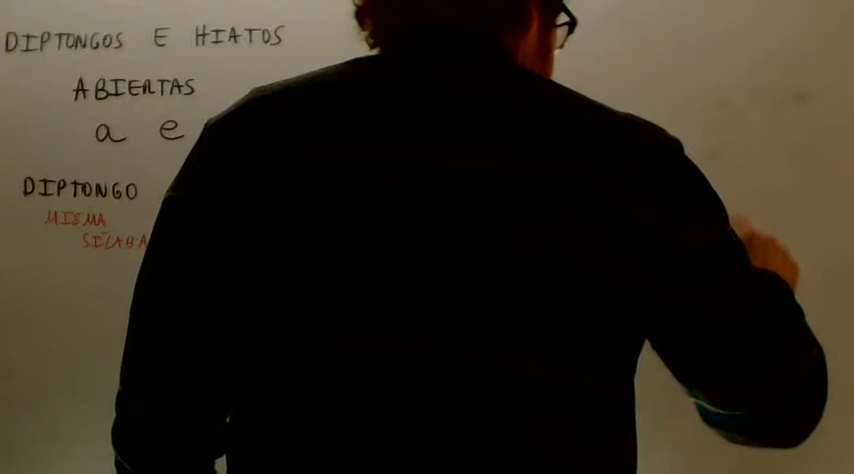 DIPTONGOS E HIATOS
ABIERTAS
a e
DIPTONGO
MISMA
SÍLABA